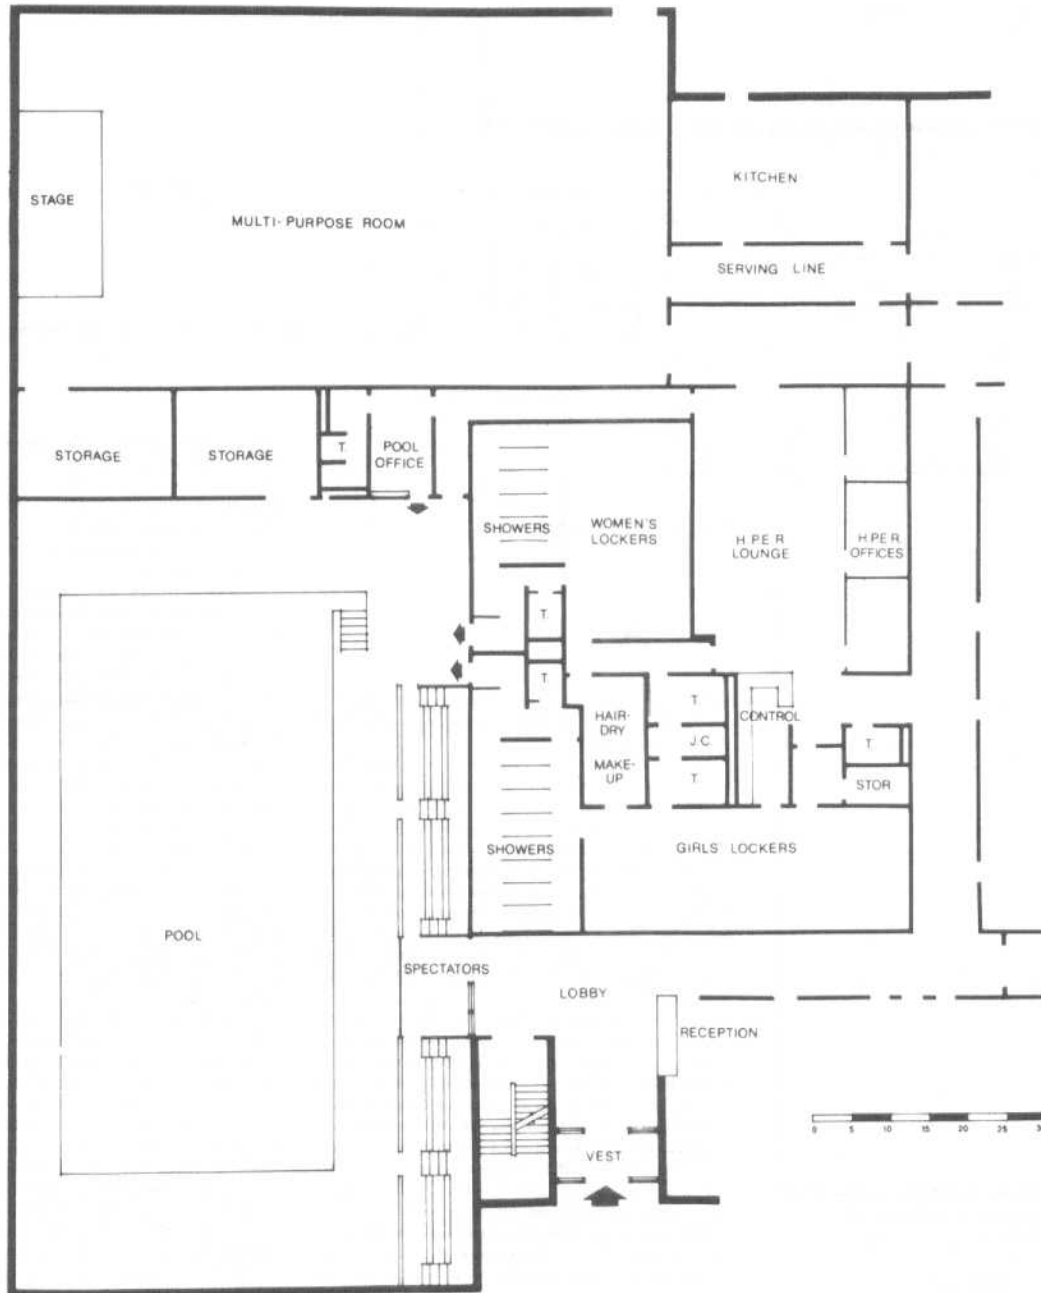 KITCHEN
STAGE
MULTI-PURPOSE ROOM
SERVING LINE
STORAGE
STORAGE
T.
POOL
OFFICE
SHOWERS
WOMEN'S
LOCKERS
H.P.E.R.
LOUNGE
H.P.E.R.
OFFICES
T.
T.
HAIR-
DRY
MAKE-
UP
T.
J.C.
T.
CONTROL
T.
STOR
SHOWERS
GIRLS' LOCKERS
POOL
SPECTATORS
LOBBY
RECEPTION
VEST
0 5 10 15 20 25 30